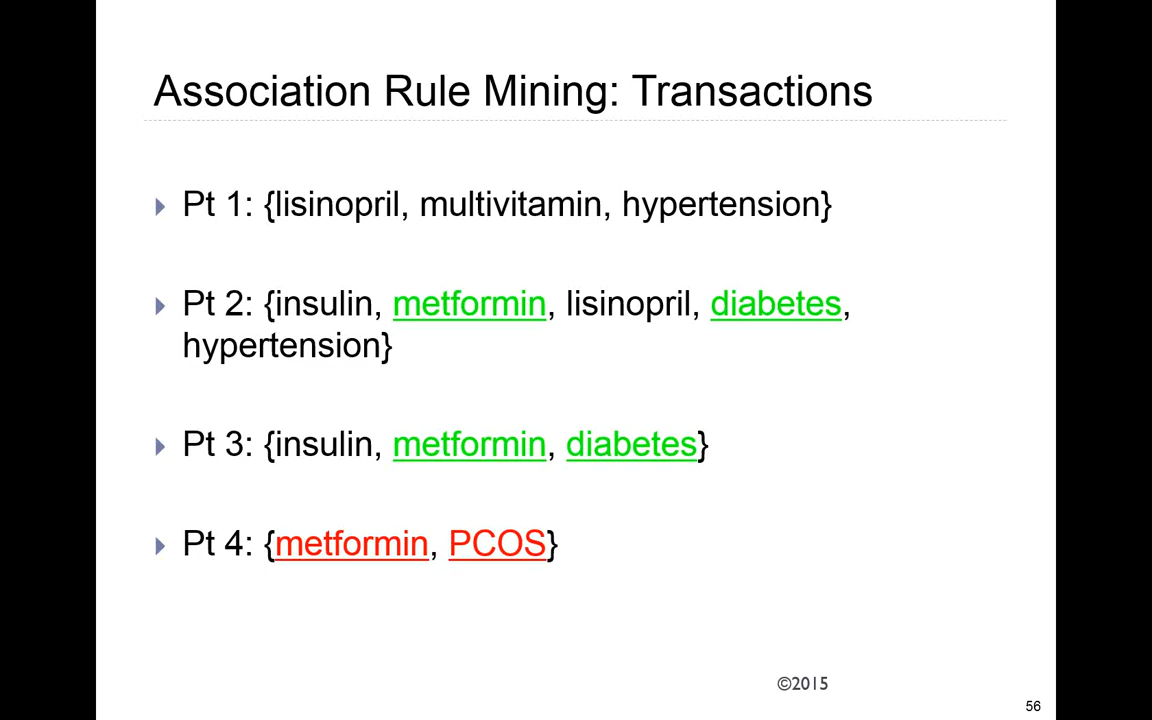 Association Rule Mining: Transactions
Pt 1: {lisinopril, multivitamin, hypertension}
Pt 2: {insulin, metformin, lisinopril, diabetes,
hypertension}
Pt 3: {insulin, metformin, diabetes}
Pt 4: {metformin, PCOS}
©2015
56